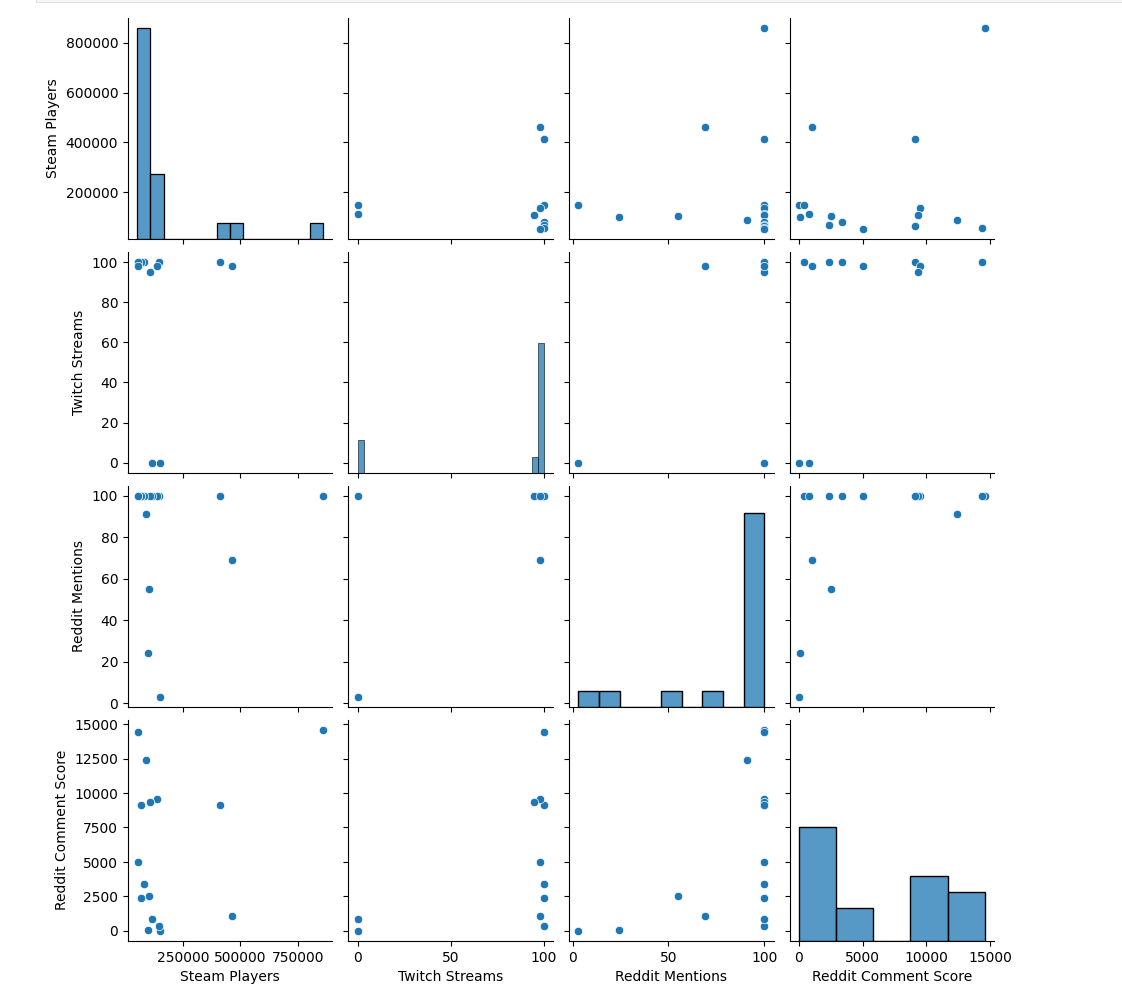 800000
600000
400000
200000
Steam Players
100
80
60
40
20
0
Twitch Streams
100
80
60
40
20
0
Reddit Mentions
15000
12500
10000
7500
5000
2500
0
Reddit Comment Score
250000 500000 750000
0 50 100
0 50 100
0 5000 10000 15000
Steam Players
Twitch Streams
Reddit Mentions
Reddit Comment Score